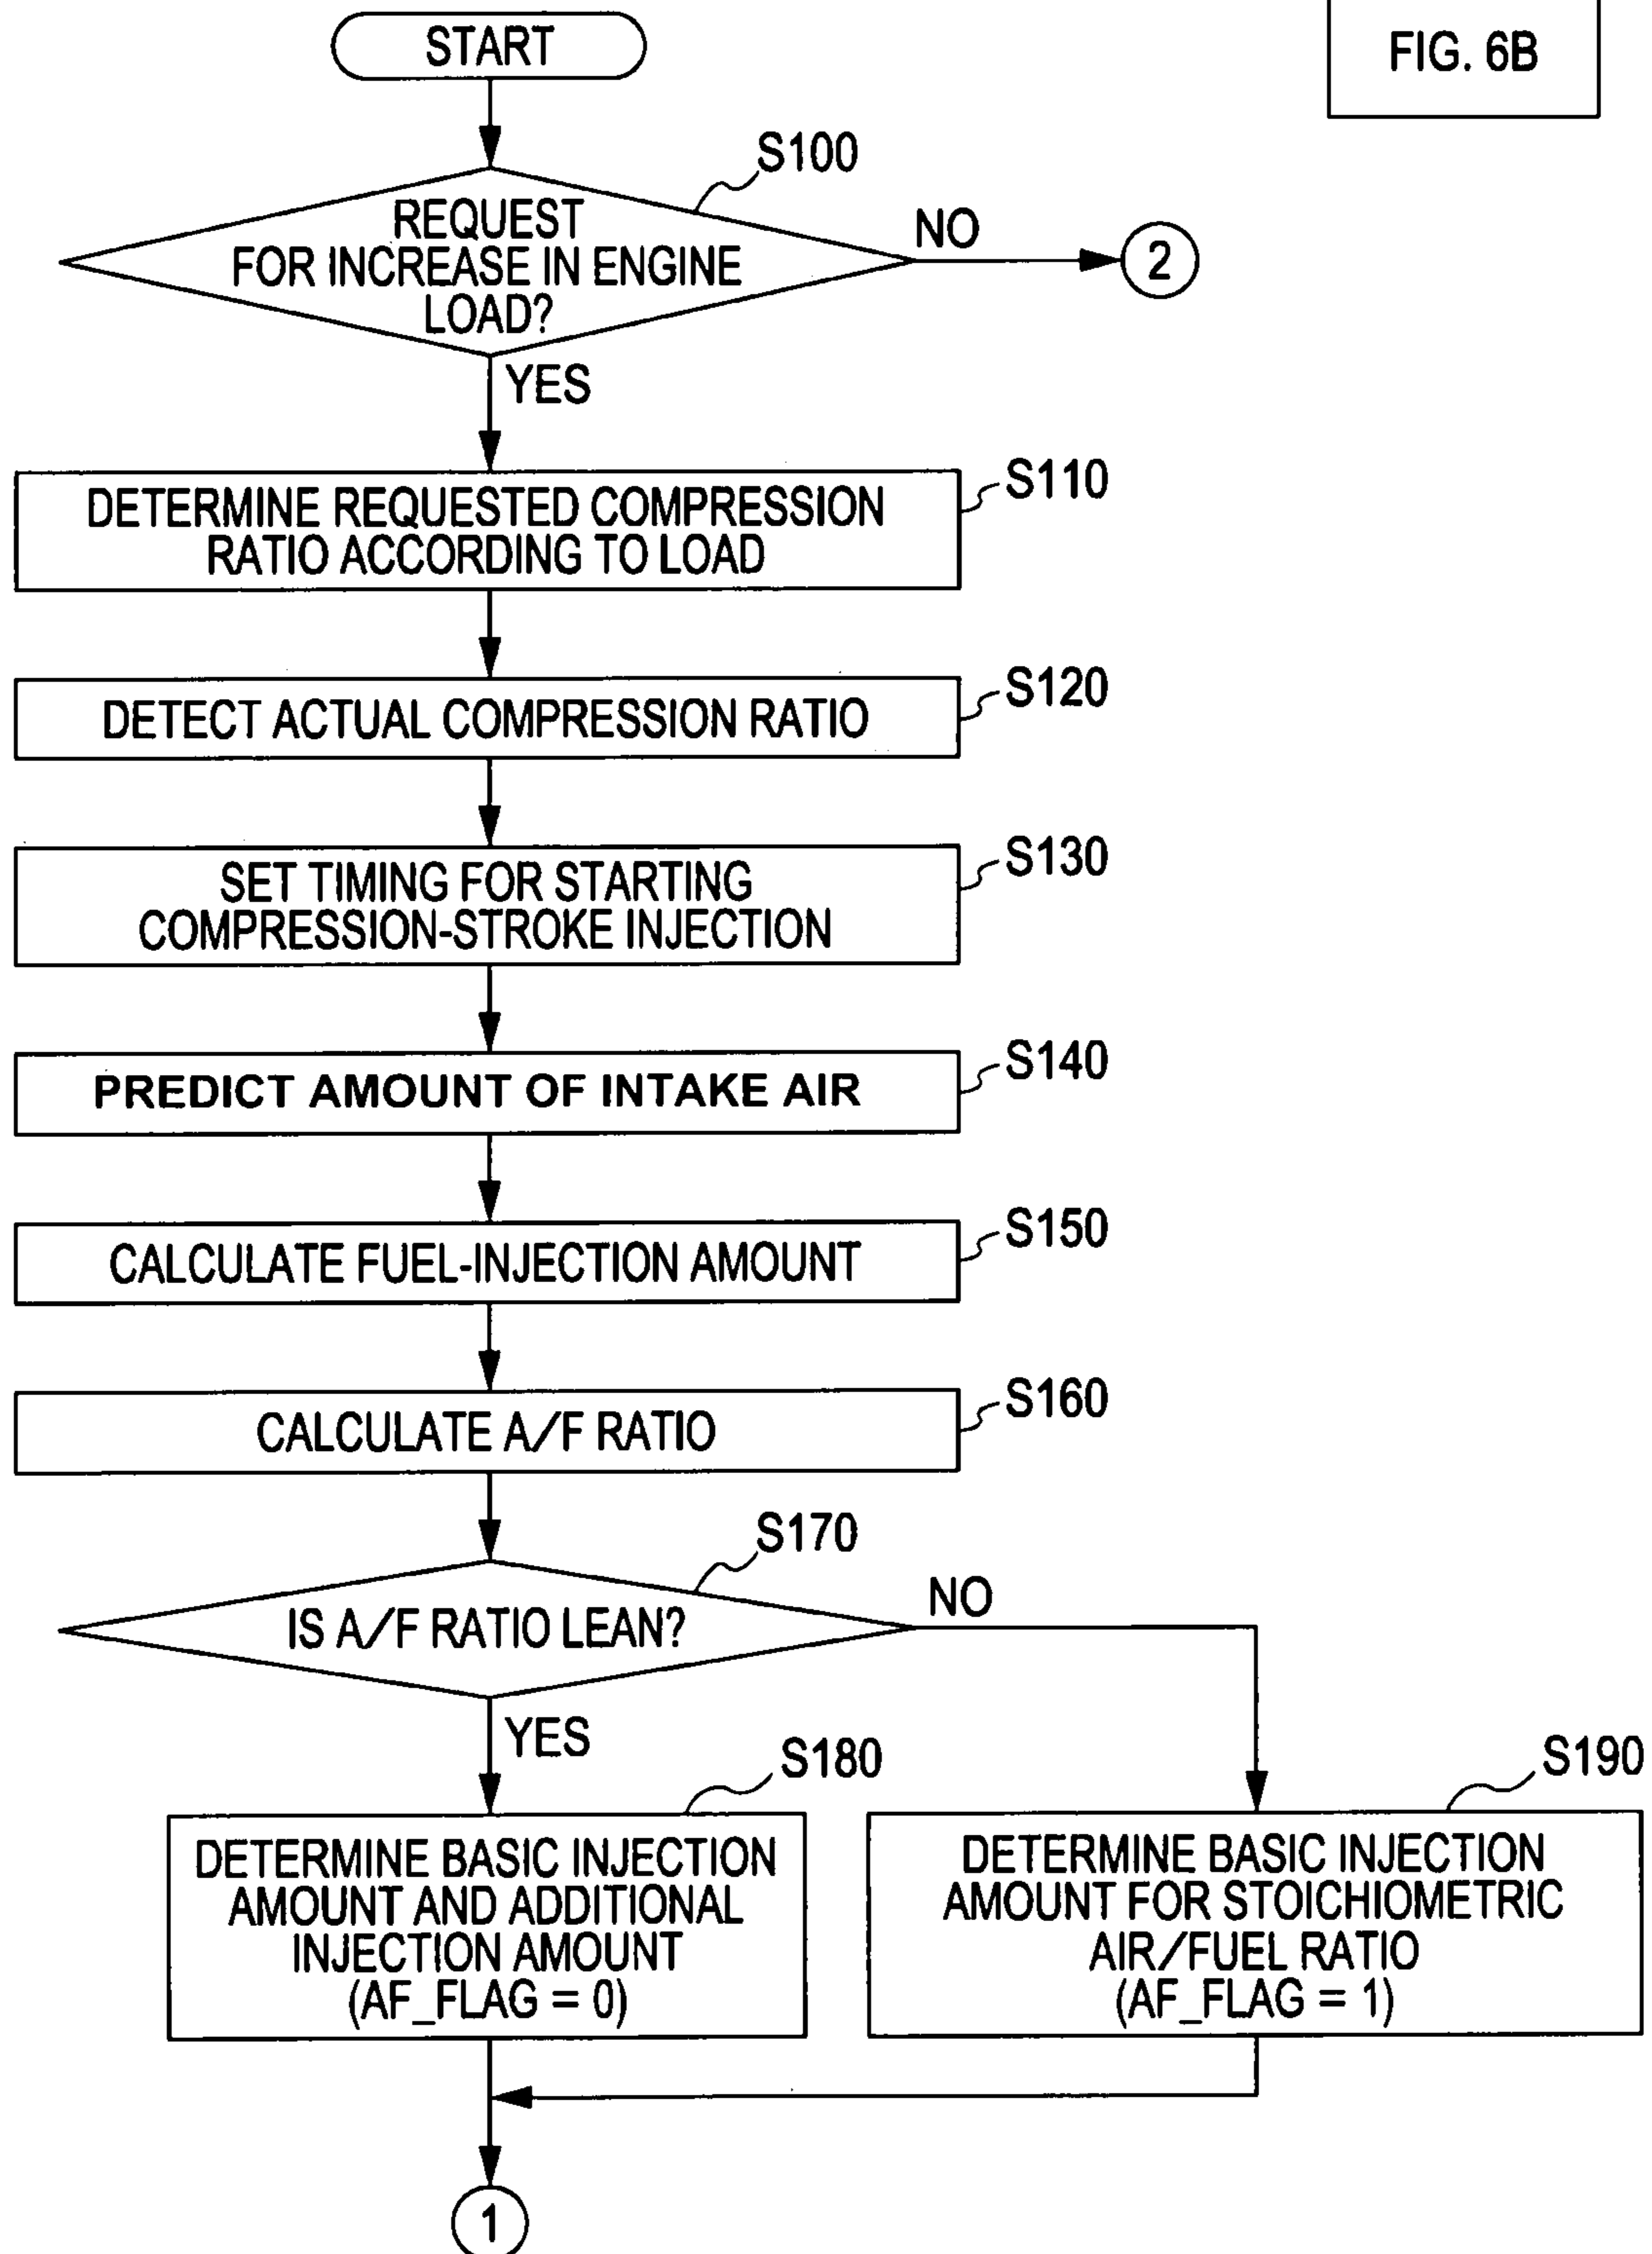 FIG. 6B
START
S100
REQUEST
FOR INCREASE IN ENGINE
LOAD?
NO
2
YES
S110
DETERMINE REQUESTED COMPRESSION
RATIO ACCORDING TO LOAD
S120
DETECT ACTUAL COMPRESSION RATIO
S130
SET TIMING FOR STARTING
COMPRESSION-STROKE INJECTION
S140
PREDICT AMOUNT OF INTAKE AIR
S150
CALCULATE FUEL-INJECTION AMOUNT
S160
CALCULATE A/F RATIO
S170
IS A/F RATIO LEAN?
NO
YES
S180
DETERMINE BASIC INJECTION
AMOUNT AND ADDITIONAL
INJECTION AMOUNT
(AF_FLAG = 0)
S190
DETERMINE BASIC INJECTION
AMOUNT FOR STOICHIOMETRIC
AIR/FUEL RATIO
(AF_FLAG = 1)
1